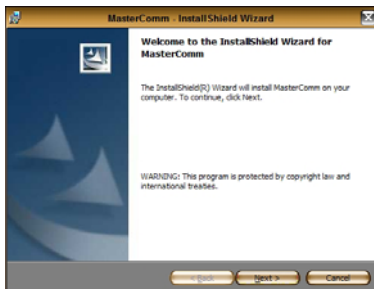 MasterComm - InstallShield Wizard
Welcome to the InstallShield Wizard for
MasterComm
The InstallShield(R) Wizard will install MasterComm on your
computer. To continue, click Next.
WARNING: This program is protected by copyright law and
international treaties.
< Back
Next >
Cancel